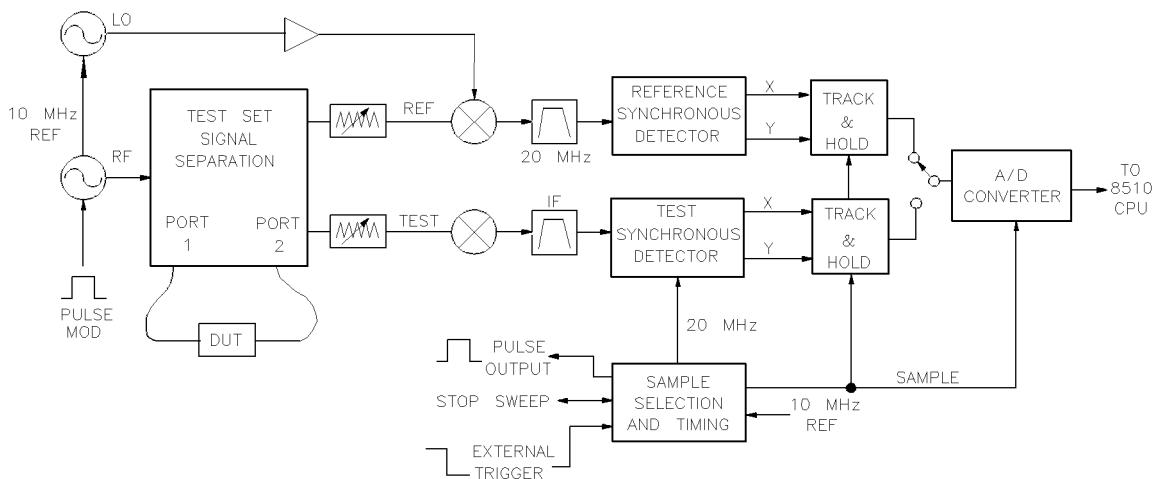 LO
10 MHz
REF
RF
PULSE
MOD
TEST SET
SIGNAL
SEPARATION
PORT
1
PORT
2
DUT
REF
TEST
20 MHz
IF
REFERENCE
SYNCHRONOUS
DETECTOR
X
Y
TRACK
&
HOLD
TEST
SYNCHRONOUS
DETECTOR
X
Y
TRACK
&
HOLD
A/D
CONVERTER
TO
8510
CPU
20 MHz
PULSE
OUTPUT
STOP SWEEP
EXTERNAL
TRIGGER
SAMPLE
SELECTION
AND TIMING
SAMPLE
10 MHz
REF